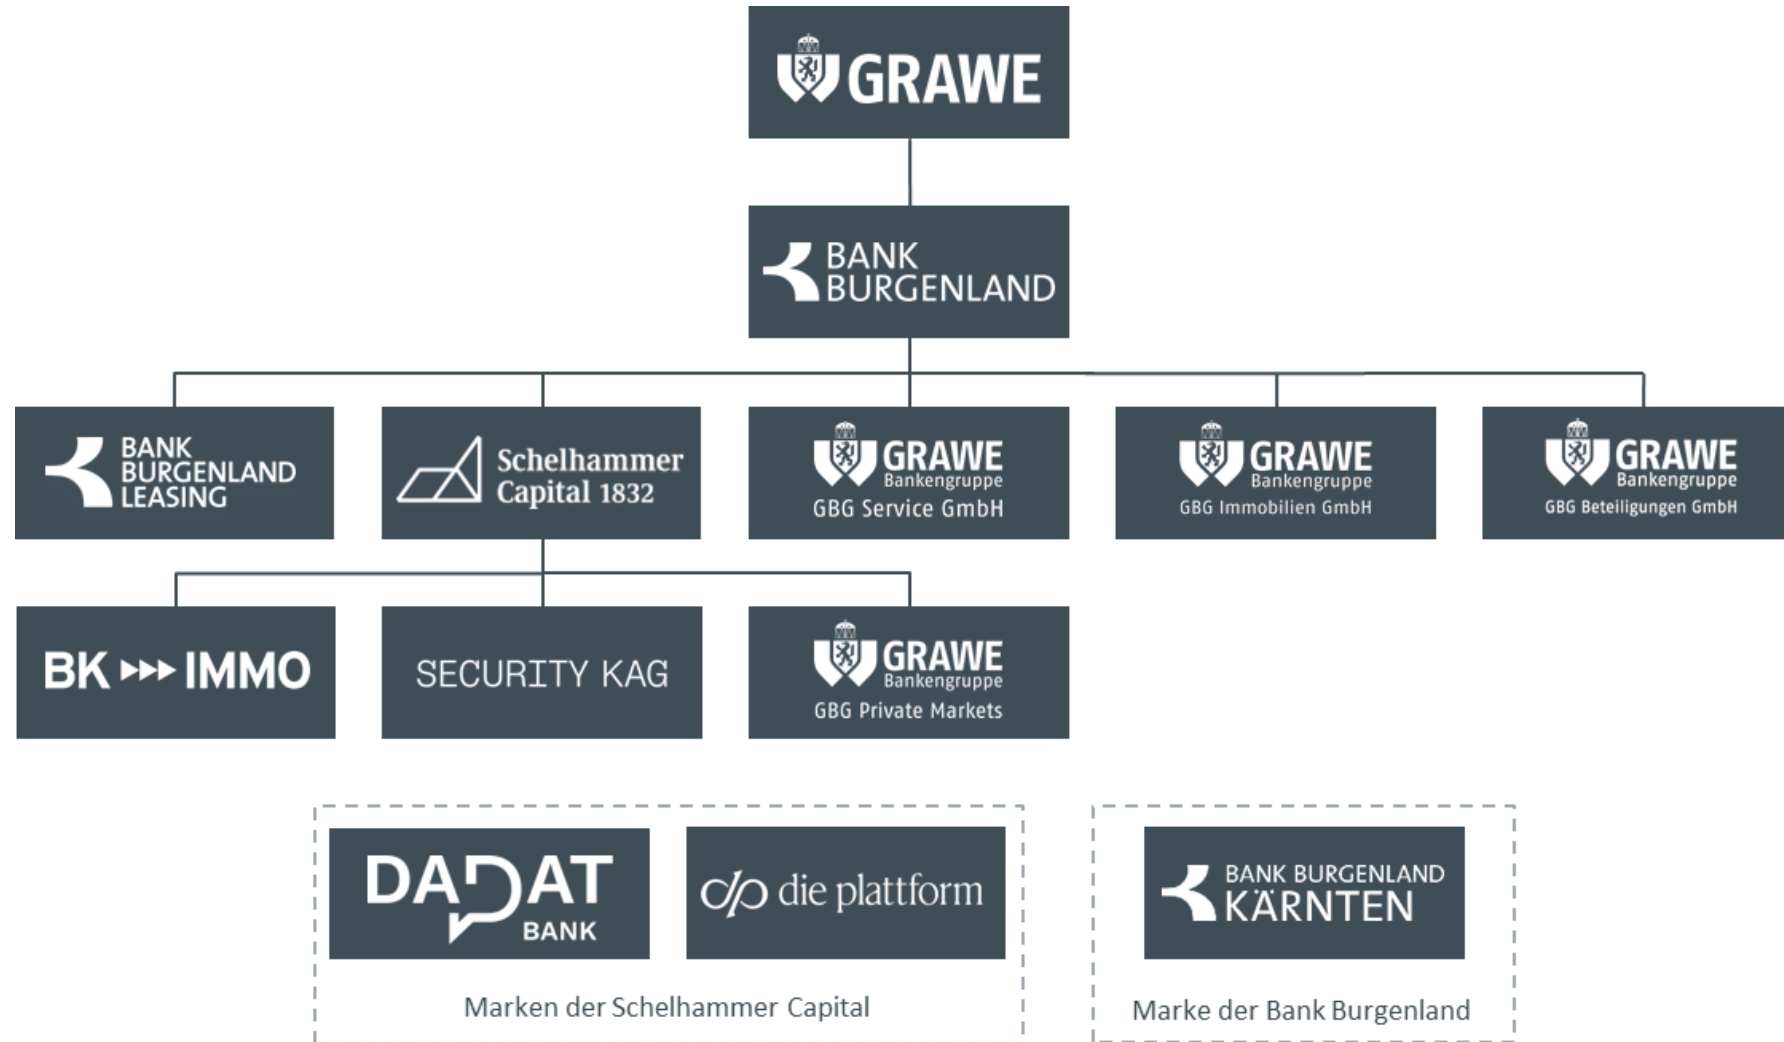 GRAWE
BANK
BURGENLAND
BANK
BURGENLAND
LEASING
Schelhammer
Capital 1832
GRAWE
Bankengruppe
GBG Service GmbH
GRAWE
Bankengruppe
GBG Immobilien GmbH
GRAWE
Bankengruppe
GBG Beteiligungen GmbH
BK IMMO
SECURITY KAG
GRAWE
Bankengruppe
GBG Private Markets
DADAT
BANK
dp die plattform
Marken der Schelhammer Capital
BANK BURGENLAND
KÄRNTEN
Marke der Bank Burgenland